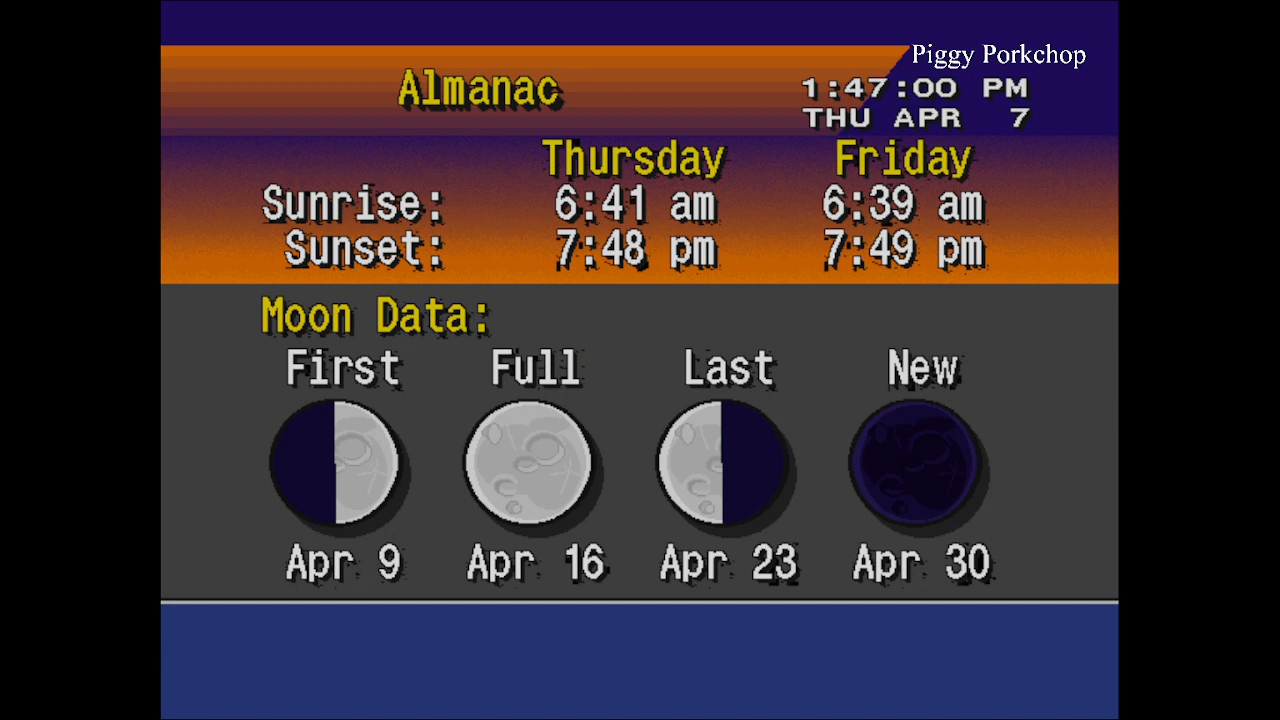 Piggy Porkchop
Almanac
1:47:00 PM
THU APR 7
Thursday Friday
Sunrise: 6:41 am 6:39 am
Sunset: 7:48 pm 7:49 pm
Moon Data:
First Full Last New
Apr 9 Apr 16 Apr 23 Apr 30